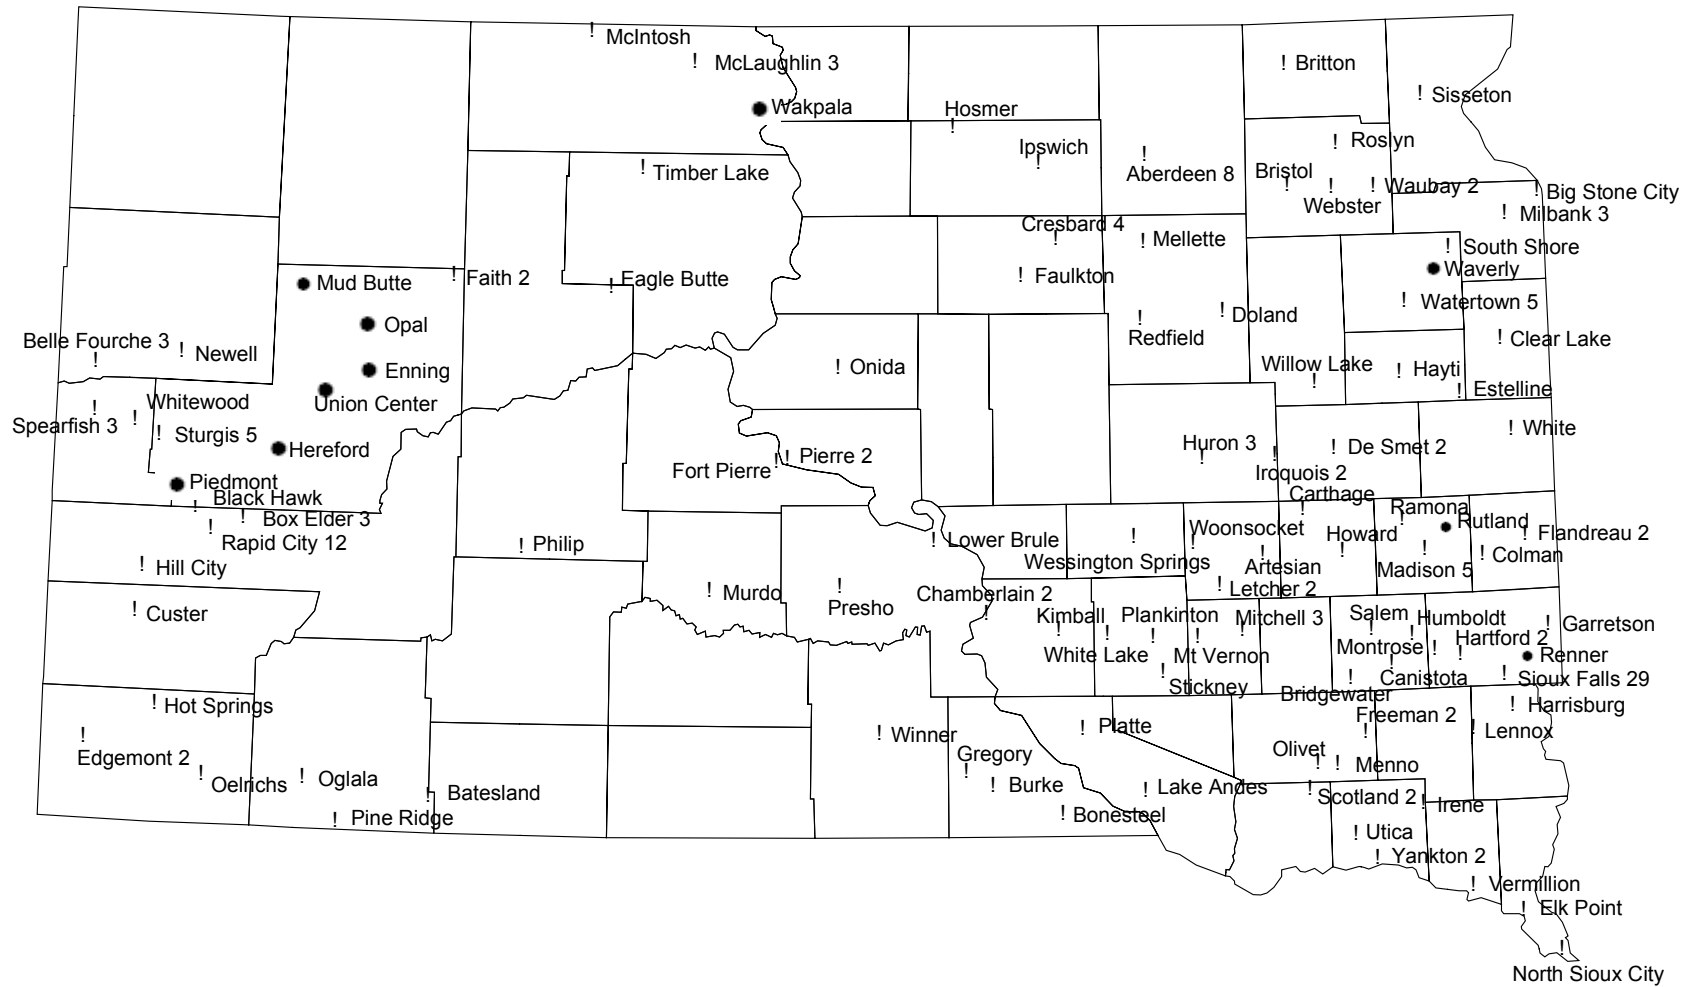 McIntosh
McLaughlin 3
Britton
Sisseton
Wakpala
Hosmer
Roslyn
Ipswich
Aberdeen 8
Timber Lake
Bristol
Waubay 2
Big Stone City
Webster
Milbank 3
Cresbard 4
Mellette
South Shore
Waverly
Faith 2
Eagle Butte
Faulkton
Mud Butte
Watertown 5
Doland
Opal
Redfield
Clear Lake
Belle Fourche 3
Newell
Willow Lake
Onida
Hayti
Enning
Estelline
Whitewood
Union Center
Spearfish 3
Sturgis 5
White
Huron 3
De Smet 2
Hereford
Pierre 2
Fort Pierre
Iroquois 2
Piedmont
Carthage
Black Hawk
Ramona
Box Elder 3
Rutland
Woonsocket
Howard
Flandreau 2
Rapid City 12
Philip
Lower Brule
Wessington Springs
Colman
Hill City
Artesian
Madison 5
Letcher 2
Murdo
Chamberlain 2
Presho
Custer
Kimball
Plankinton
Mitchell 3
Salem
Humboldt
Garretson
Hartford 2
Montrose
White Lake
Mt Vernon
Renner
Canistota
Sioux Falls 29
Stickney
Bridgewater
Hot Springs
Harrisburg
Freeman 2
Platte
Lennox
Winner
Gregory
Olivet
Edgemont 2
Menno
Oglala
Oelrichs
Burke
Lake Andes
Batesland
Scotland 2
Irene
Bonesteel
Pine Ridge
Utica
Yankton 2
Vermillion
Elk Point
North Sioux City